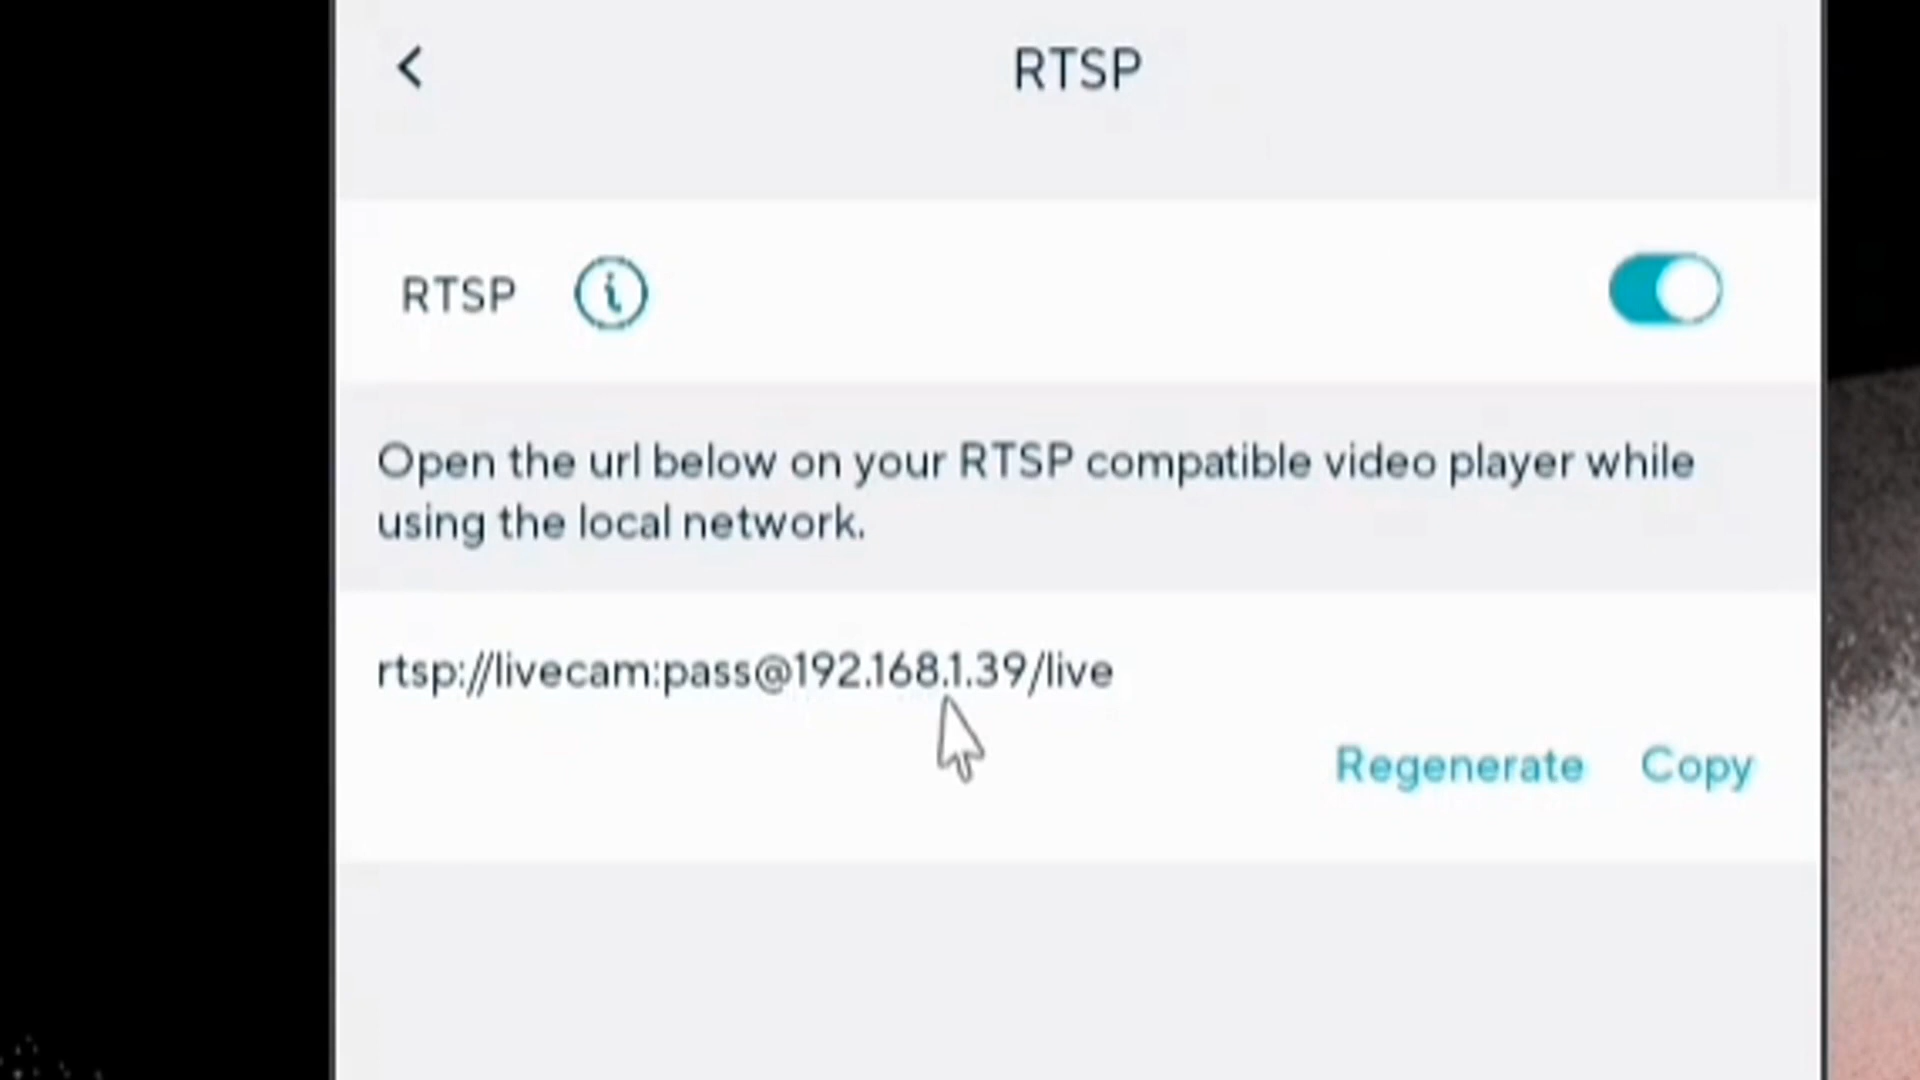 RTSP
RTSP
Open the url below on your RTSP compatible video player while
using the local network.
rtsp://livecam:pass@192.168.1.39/live
Regenerate Copy